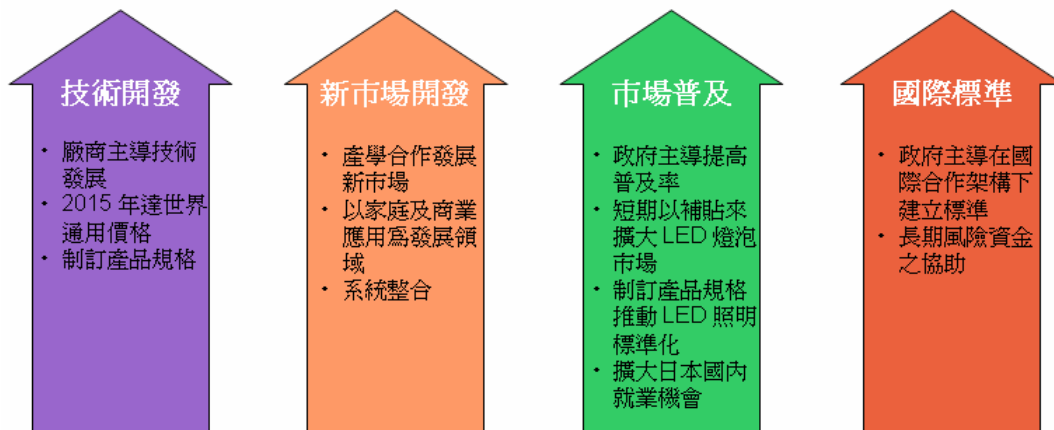 技術開發
• 廠商主導技術
發展
• 2015 年達世界
通用價格
• 制訂產品規格
新市場開發
• 產學合作發展
新市場
• 以家庭及商業
應用爲發展領
域
• 系統整合
市場普及
• 政府主導提高
普及率
• 短期以補貼來
擴大 LED 燈泡
市場
• 制訂產品規格
推動 LED 照明
標準化
• 擴大日本國內
就業機會
國際標準
• 政府主導在國
際合作架構下
建立標準
• 長期風險資金
之協助